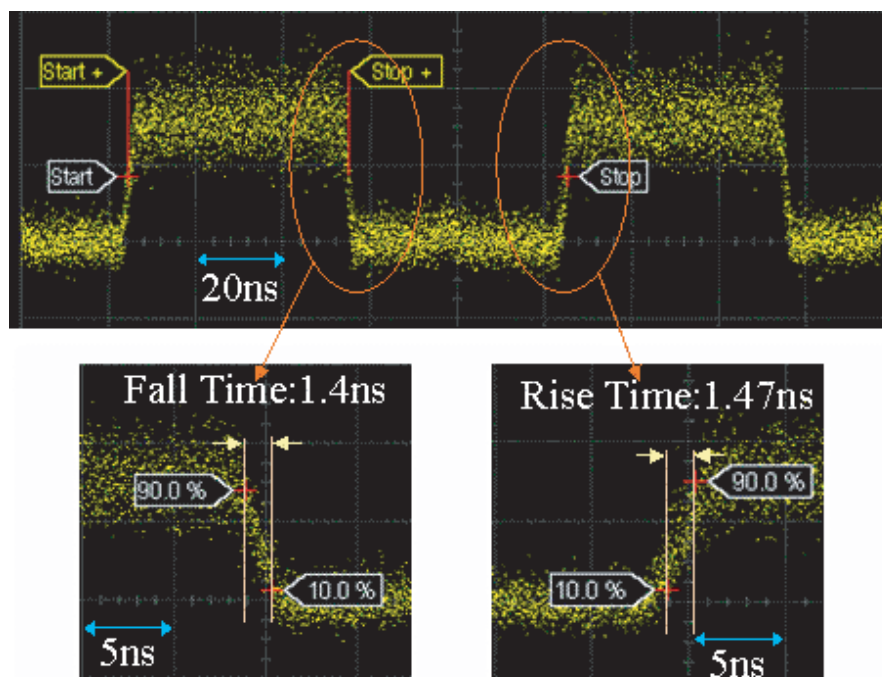 Start + Stop +
Start Stop
20ns
Fall Time:1.4ns
90.0 %
10.0 %
5ns
Rise Time:1.47ns
90.0 %
10.0 %
5ns